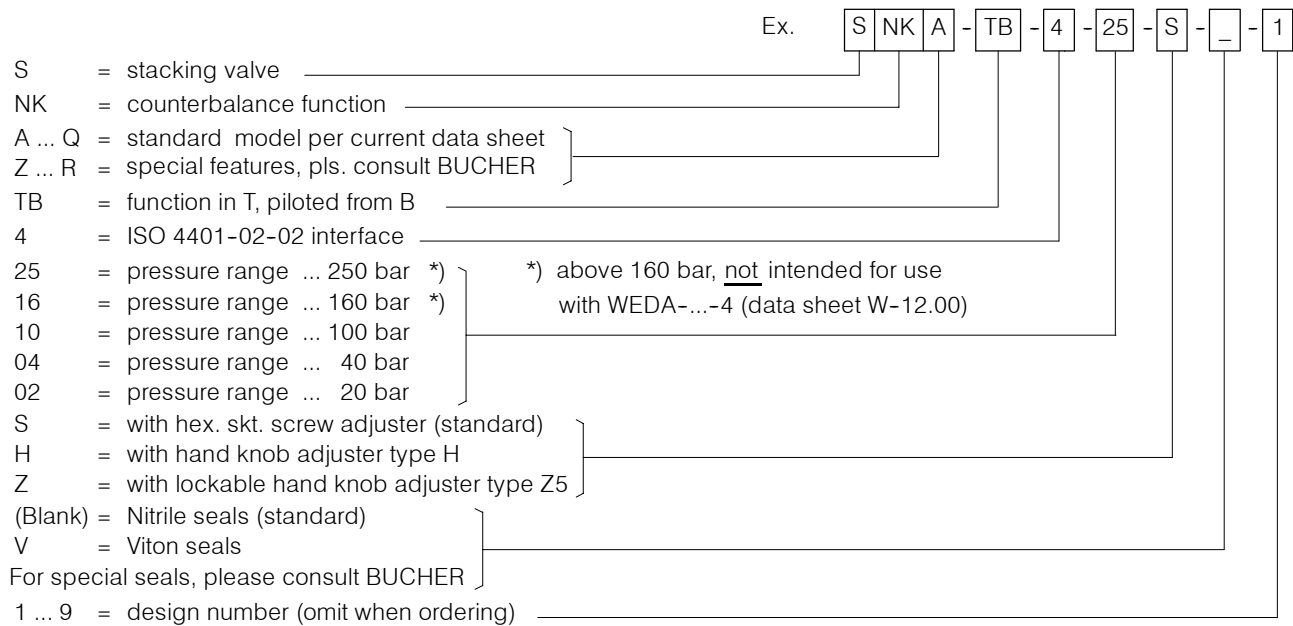 Ex. S NK A - TB - 4 - 25 - S - _ - 1
S = stacking valve
NK = counterbalance function
A ... Q = standard model per current data sheet
Z ... R = special features, pls. consult BUCHER
TB = function in T, piloted from B
4 = ISO 4401-02-02 interface
25 = pressure range ... 250 bar *)
16 = pressure range ... 160 bar *)
10 = pressure range ... 100 bar
04 = pressure range ... 40 bar
02 = pressure range ... 20 bar
*) above 160 bar, not intended for use
with WEDA-...-4 (data sheet W-12.00)
S = with hex. skt. screw adjuster (standard)
H = with hand knob adjuster type H
Z = with lockable hand knob adjuster type Z5
(Blank) = Nitrile seals (standard)
V = Viton seals
For special seals, please consult BUCHER
1 ... 9 = design number (omit when ordering)